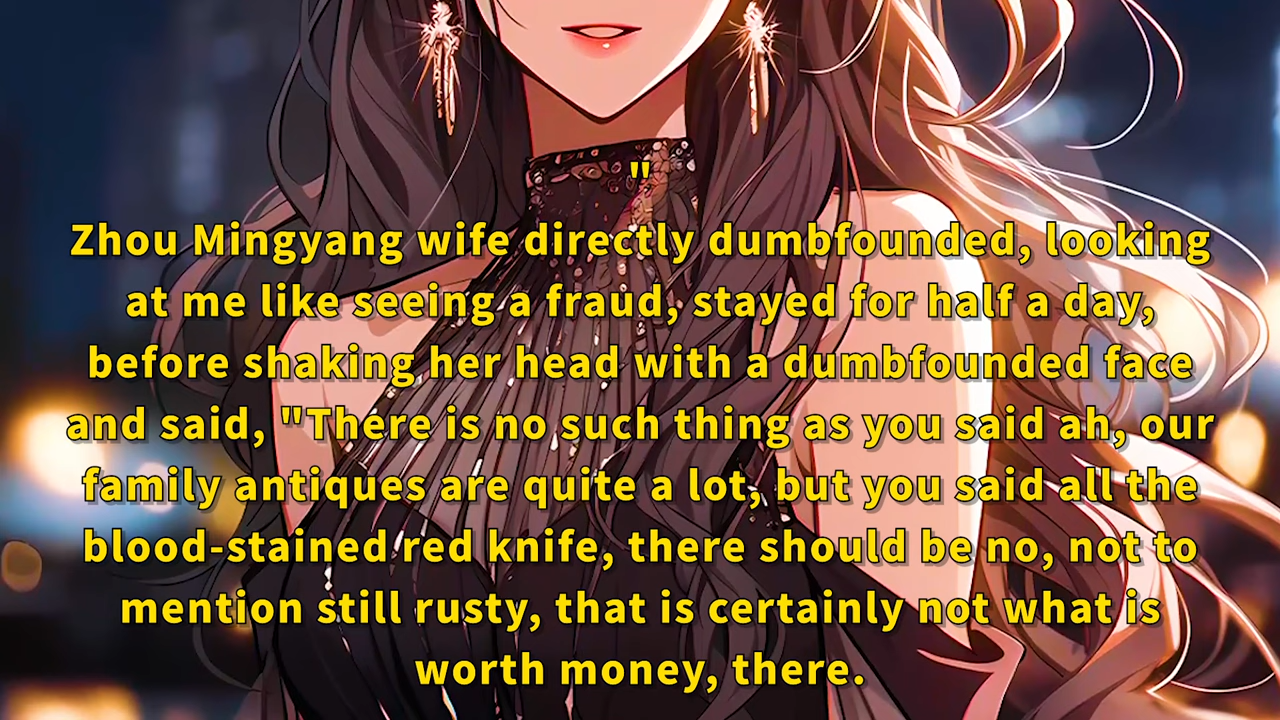 "
Zhou Mingyang wife directly dumbfounded, looking
at me like seeing a fraud, stayed for half a day,
before shaking her head with a dumbfounded face
and said, "There is no such thing as you said ah, our
family antiques are quite a lot, but you said all the
blood-stained red knife, there should be no, not to
mention still rusty, that is certainly not what is
worth money, there.